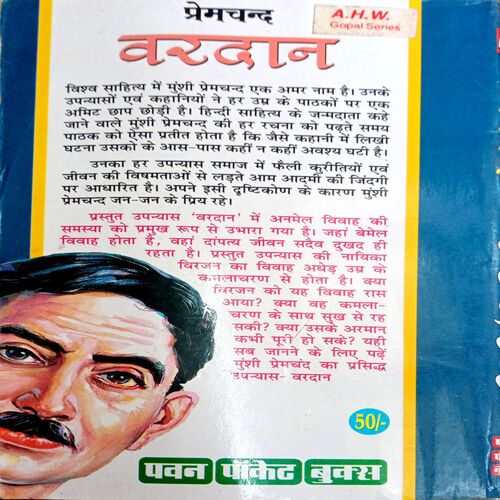 प्रेमचन्द
A.H.W.
Gopal Series
वरदान
विश्व साहित्य में मुंशी प्रेमचन्द एक अमर नाम है। उनके
उपन्यासों एवं कहानियों ने हर उम्र के पाठकों पर एक
अमिट छाप छोड़ी है। हिन्दी साहित्य के जन्मदाता कहे
जाने वाले मुंशी प्रेमचन्द की हर रचना को पढ़ते समय
पाठक को ऐसा प्रतीत होता है कि जैसे कहानी में लिखी
घटना उसकी के आस-पास कहीं न कहीं अवश्य घटी है।
उनका हर उपन्यास समाज में फैली कुरीतियों एवं
जीवन की विषमताओं से लड़ते आम आदमी की जिंदगी
पर आधारित है। अपने इसी दृष्टिकोण के कारण मुंशी
प्रेमचन्द जन-जन के प्रिय रहे।
प्रस्तुत उपन्यास 'वरदान' में अनमेल विवाह की
समस्या को प्रमुख रूप से उभारा गया है। जहां बेमेल
विवाह होता है, वहां दांपत्य जीवन सदैव दुखद ही
रहता है। प्रस्तुत उपन्यास की नायिका
विरजन का विवाह अधेड़ उम्र के
कमलाचरण से होता है। क्या
विरजन को यह विवाह रास
आया? क्या वह कमला-
चरण के साथ सुख से रह
सकी? क्या उसके अरमान
कभी पूरी हो सके? यही
सब जानने के लिए पढ़ें
मुंशी प्रेमचंद का प्रसिद्ध
उपन्यास- वरदान
50/-
पवन पॉकेट बुक्स